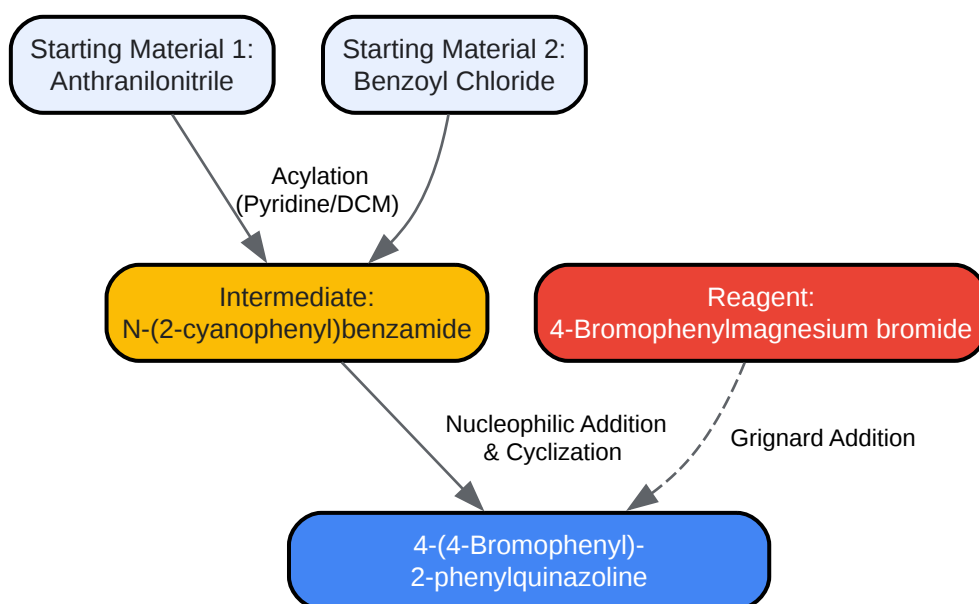 Starting Material 1:
Anthranilonitrile
Starting Material 2:
Benzoyl Chloride
Acylation
(Pyridine/DCM)
Intermediate:
N-(2-cyanophenyl)benzamide
Reagent:
4-Bromophenylmagnesium bromide
Nucleophilic Addition
& Cyclization
Grignard Addition
4-(4-Bromophenyl)-
2-phenylquinazoline